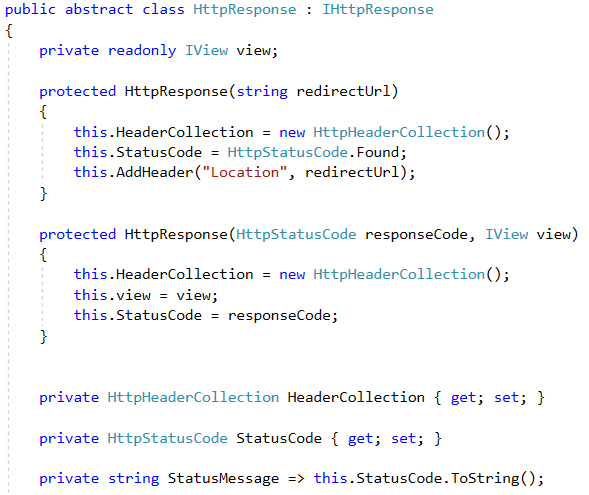 public abstract class HttpResponse : IHttpResponse
{
    private readonly IView view;

    protected HttpResponse(string redirectUrl)
    {
        this.HeaderCollection = new HttpHeaderCollection();
        this.StatusCode = HttpStatusCode.Found;
        this.AddHeader("Location", redirectUrl);
    }

    protected HttpResponse(HttpStatusCode responseCode, IView view)
    {
        this.HeaderCollection = new HttpHeaderCollection();
        this.view = view;
        this.StatusCode = responseCode;
    }


    private HttpHeaderCollection HeaderCollection { get; set; }

    private HttpStatusCode StatusCode { get; set; }

    private string StatusMessage => this.StatusCode.ToString();